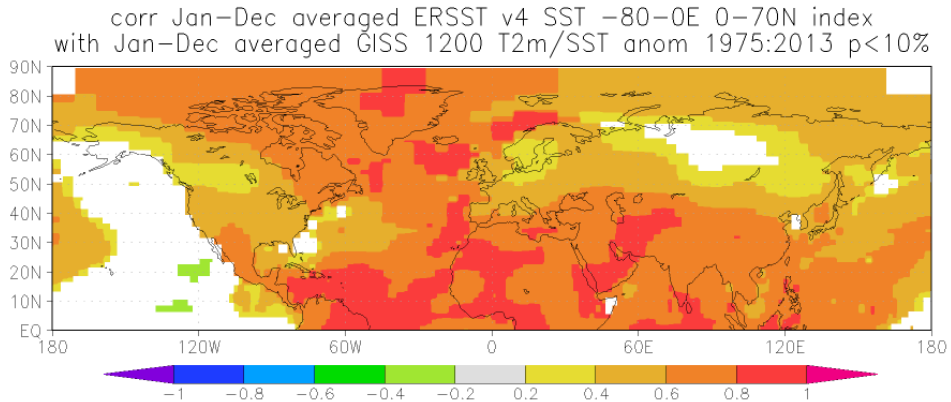 corr Jan-Dec averaged ERSST v4 SST -80-0E 0-70N index
with Jan-Dec averaged GISS 1200 T2m/SST anom 1975:2013 p<10%
90N
80N
70N
60N
50N
40N
30N
20N
10N
EQ
180 120W 60W 0 60E 120E 180
-1 -0.8 -0.6 -0.4 -0.2 0.2 0.4 0.6 0.8 1